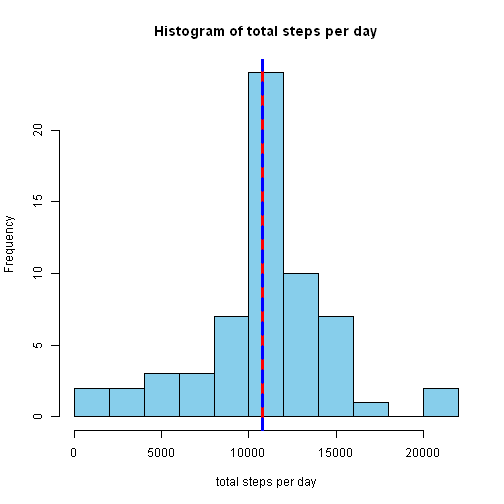 Histogram of total steps per day
Frequency
20
15
10
5
0
0 5000 10000 15000 20000
total steps per day